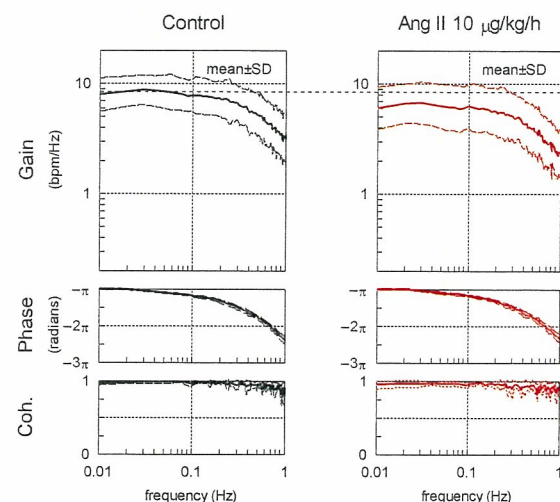 Control
Ang II 10 μg/kg/h
mean±SD
mean±SD
Gain
(bpm/Hz)
10
1
10
1
Phase
(radians)
−π
−2π
−3π
−π
−2π
−3π
Coh.
1
0
1
0
0.01 0.1 1
0.01 0.1 1
frequency (Hz)
frequency (Hz)